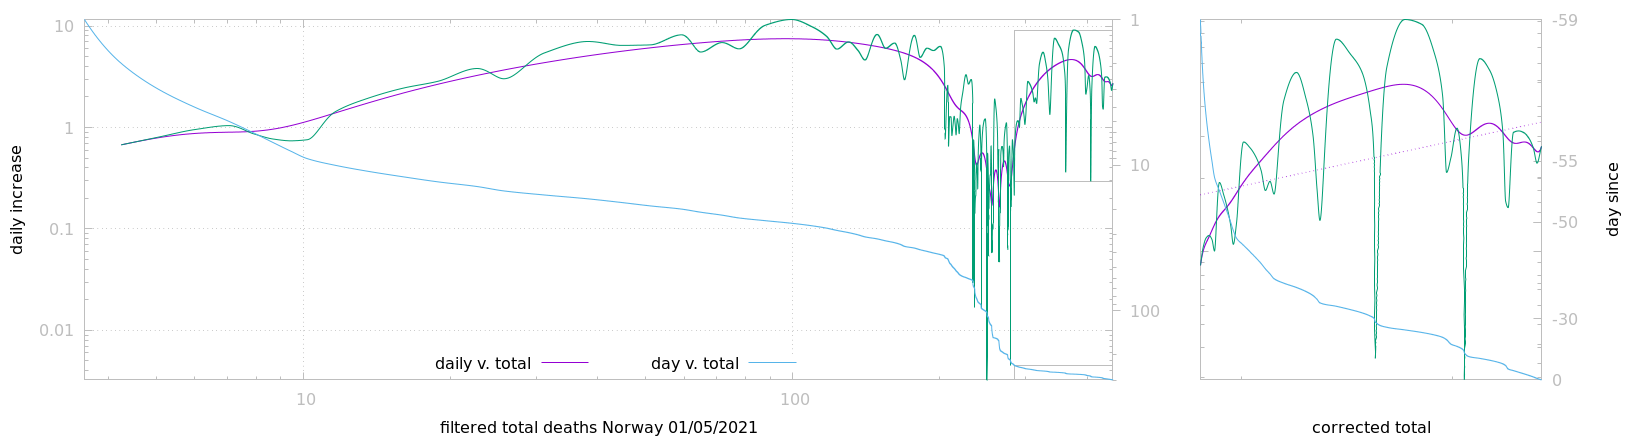 10
1
0.1
0.01
daily increase
1
10
100
daily v. total
day v. total
10
100
filtered total deaths Norway 01/05/2021
-59
-55
-50
-30
0
day since
corrected total